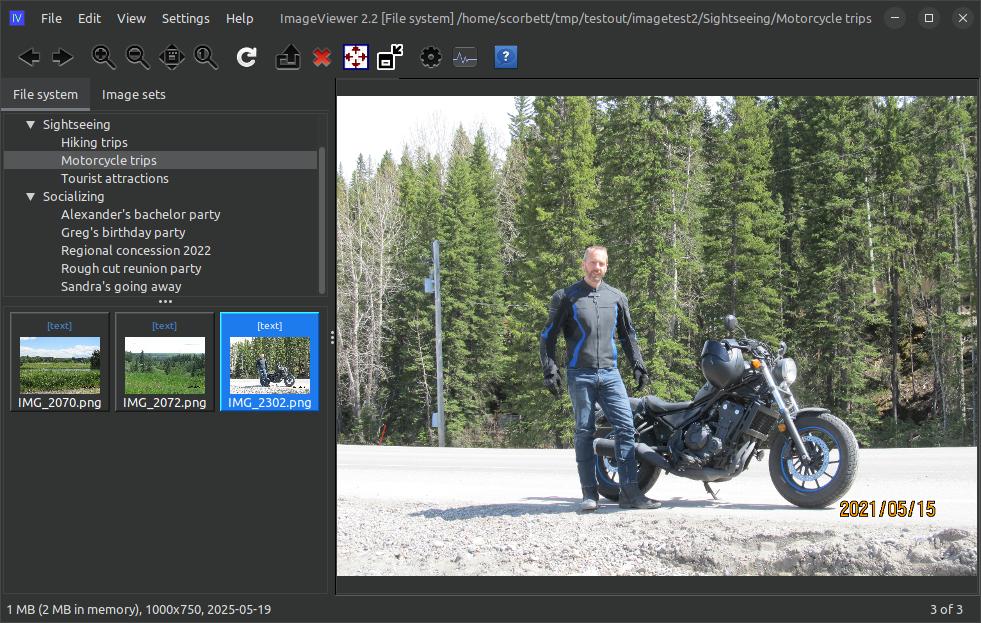 IV File Edit View Settings Help ImageViewer 2.2 [File system] /home/scorbett/tmp/testout/imagetest2/Sightseeing/Motorcycle trips
1
?
File system Image sets
Sightseeing
Hiking trips
Motorcycle trips
Tourist attractions
Socializing
Alexander's bachelor party
Greg's birthday party
Regional concession 2022
Rough cut reunion party
Sandra's going away
[text] [text] [text]
IMG_2070.png IMG_2072.png IMG_2302.png
2021/05/15
1 MB (2 MB in memory), 1000x750, 2025-05-19 3 of 3